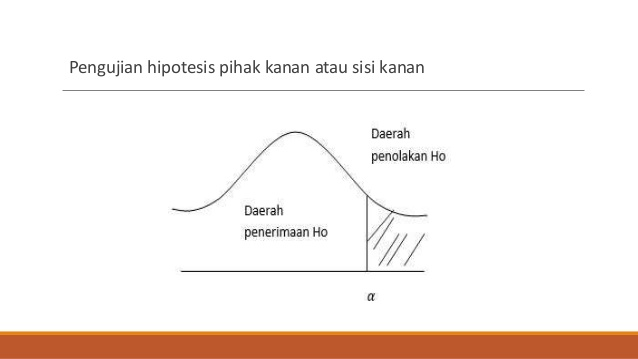 Pengujian hipotesis pihak kanan atau sisi kanan
Daerah
penolakan Ho
Daerah
penerimaan Ho
α